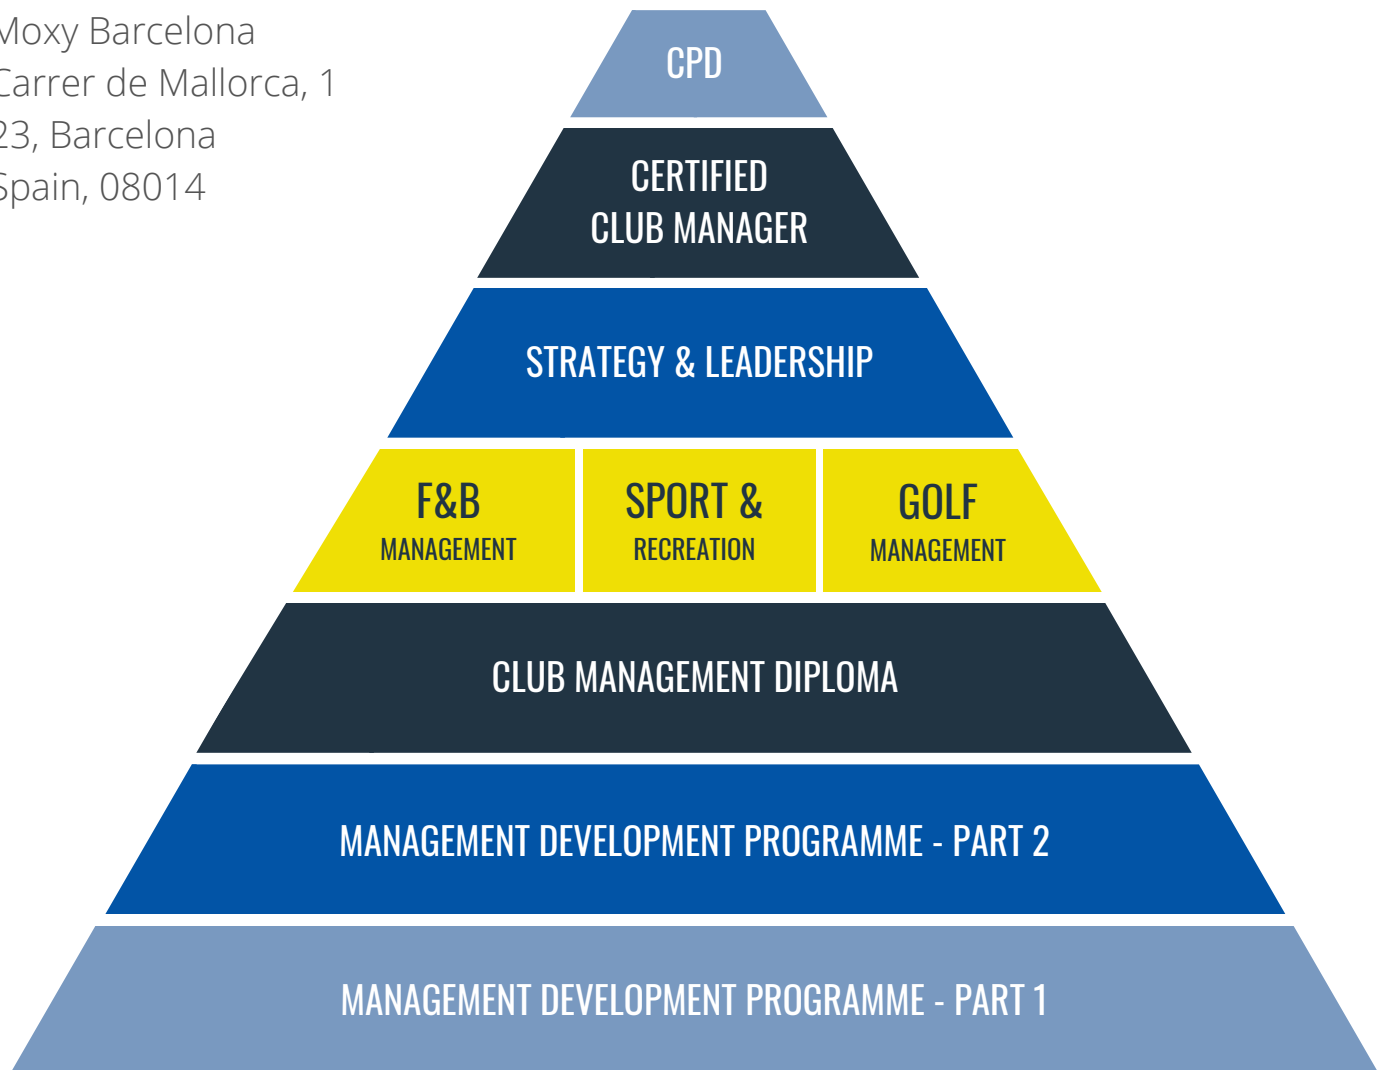 Moxy Barcelona
Carrer de Mallorca, 1
23, Barcelona
Spain, 08014
CPD
CERTIFIED
CLUB MANAGER
STRATEGY & LEADERSHIP
F&B
MANAGEMENT
SPORT &
RECREATION
GOLF
MANAGEMENT
CLUB MANAGEMENT DIPLOMA
MANAGEMENT DEVELOPMENT PROGRAMME - PART 2
MANAGEMENT DEVELOPMENT PROGRAMME - PART 1